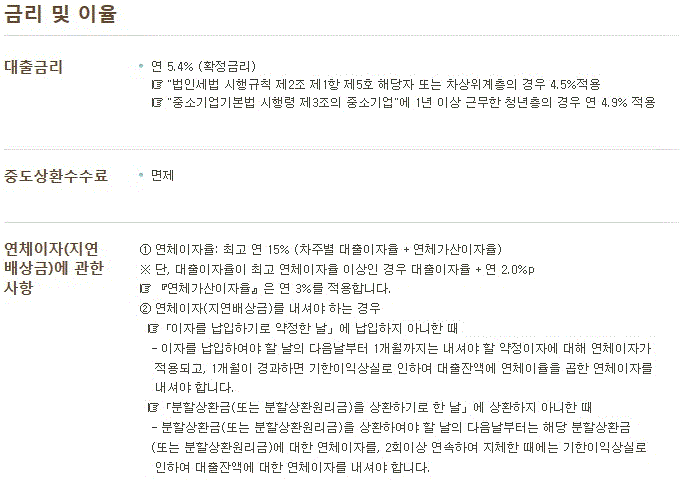 금리 및 이율
대출금리
• 연 5.4% (확정금리)
☞ "법인세법 시행규칙 제2조 제1항 제5호 해당자 또는 차상위계층의 경우 4.5%적용
☞ "중소기업기본법 시행령 제3조의 중소기업"에 1년 이상 근무한 청년층의 경우 연 4.9% 적용
중도상환수수료
• 면제
연체이자(지연
배상금)에 관한
사항
① 연체이자율: 최고 연 15% (차주별 대출이자율 + 연체가산이자율)
※ 단, 대출이자율이 최고 연체이자율 이상인 경우 대출이자율 + 연 2.0%p
☞ 『연체가산이자율』은 연 3%를 적용합니다.
② 연체이자(지연배상금)를 내셔야 하는 경우
☞「이자를 납입하기로 약정한 날」에 납입하지 아니한 때
- 이자를 납입하여야 할 날의 다음날부터 1개월까지는 내셔야 할 약정이자에 대해 연체이자가
적용되고, 1개월이 경과하면 기한이익상실로 인하여 대출잔액에 연체이율을 곱한 연체이자를
내셔야 합니다.
☞「분할상환금(또는 분할상환원리금)을 상환하기로 한 날」에 상환하지 아니한 때
- 분할상환금(또는 분할상환원리금)을 상환하여야 할 날의 다음날부터는 해당 분할상환금
(또는 분할상환원리금)에 대한 연체이자를, 2회이상 연속하여 지체한 때에는 기한이익상실로
인하여 대출잔액에 대한 연체이자를 내셔야 합니다.